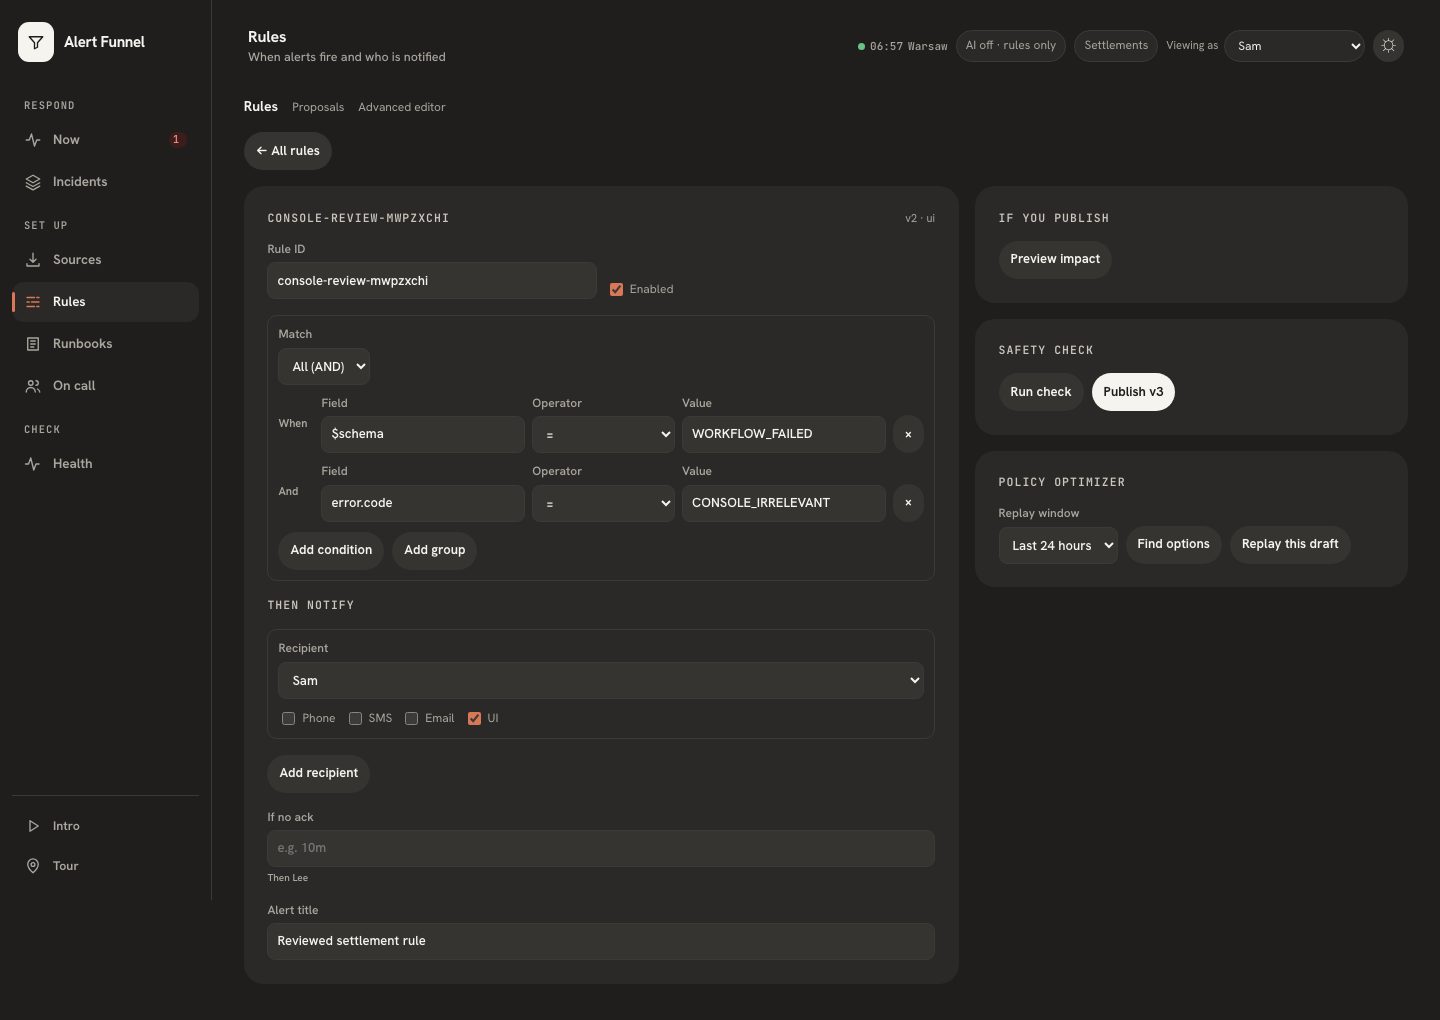 Alert Funnel
RESPOND
Now 1
Incidents
SET UP
Sources
Rules
Runbooks
On call
CHECK
Health
Intro
Tour
Rules
When alerts fire and who is notified
06:57 Warsaw AI off · rules only Settlements Viewing as Sam
Rules Proposals Advanced editor
← All rules
CONSOLE-REVIEW-MWPZXCHI v2 · ui
Rule ID
console-review-mwpzxchi Enabled
Match
All (AND)
Field Operator Value
When $schema = WORKFLOW_FAILED ×
Field Operator Value
And error.code = CONSOLE_IRRELEVANT ×
Add condition Add group
THEN NOTIFY
Recipient
Sam
Phone SMS Email UI
Add recipient
If no ack
e.g. 10m
Then Lee
Alert title
Reviewed settlement rule
IF YOU PUBLISH
Preview impact
SAFETY CHECK
Run check Publish v3
POLICY OPTIMIZER
Replay window
Last 24 hours Find options Replay this draft